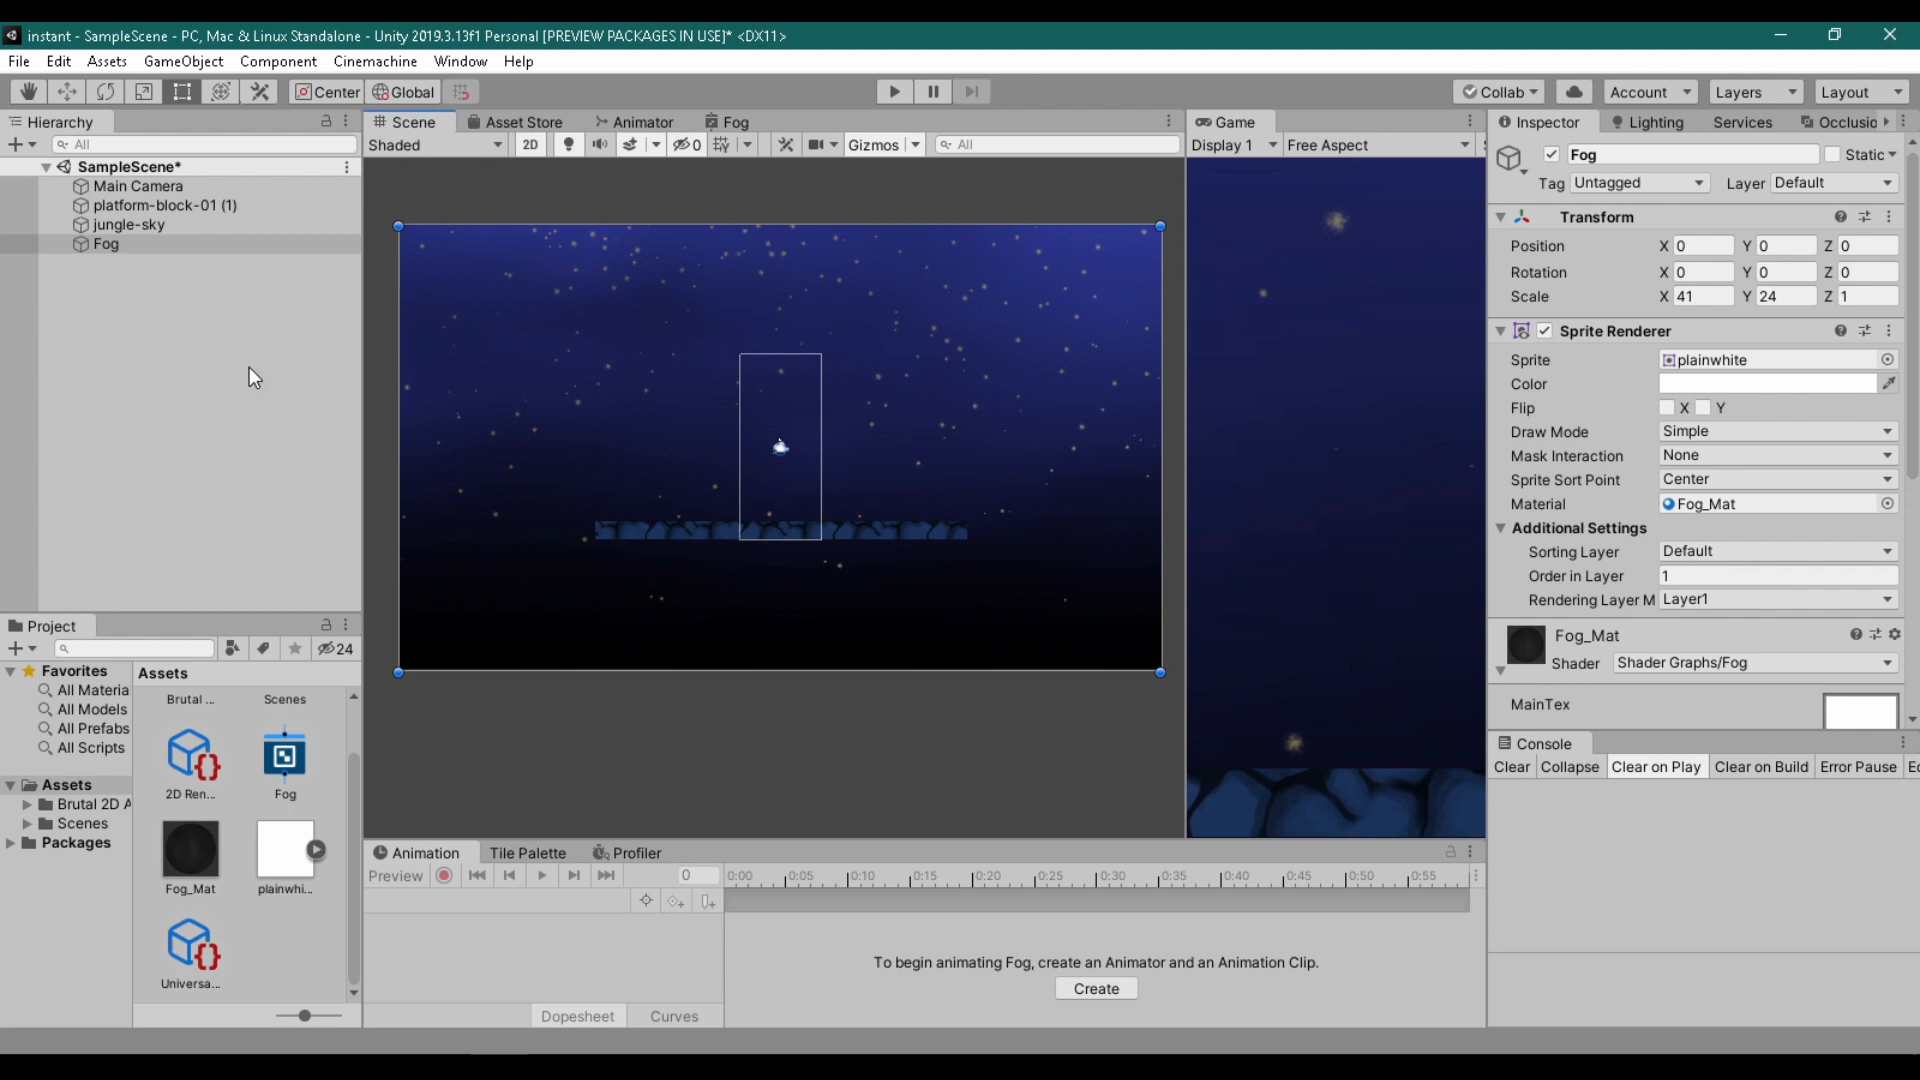 instant - SampleScene - PC, Mac & Linux Standalone - Unity 2019.3.13f1 Personal [PREVIEW PACKAGES IN USE]* <DX11>
File Edit Assets GameObject Component Cinemachine Window Help
Center Global Collab Account Layers Layout
Hierarchy
All
SampleScene*
Main Camera
platform-block-01 (1)
jungle-sky
Fog
Scene Asset Store Animator Fog
Shaded 2D 0 Gizmos All
Game
Display 1 Free Aspect
Inspector Lighting Services Occlusio
Fog Static
Tag Untagged Layer Default
Transform
Position X 0 Y 0 Z 0
Rotation X 0 Y 0 Z 0
Scale X 41 Y 24 Z 1
Sprite Renderer
Sprite plainwhite
Color
Flip X Y
Draw Mode Simple
Mask Interaction None
Sprite Sort Point Center
Material Fog_Mat
Additional Settings
Sorting Layer Default
Order in Layer 1
Rendering Layer M Layer1
Fog_Mat
Shader Shader Graphs/Fog
MainTex
Project
24
Favorites
All Materia
All Models
All Prefabs
All Scripts
Assets
Brutal 2D A
Scenes
Packages
Assets
Brutal ... Scenes
2D Ren... Fog
Fog_Mat plainwhi...
Universa...
Animation Tile Palette Profiler
Preview 0 0:00 0:05 0:10 0:15 0:20 0:25 0:30 0:35 0:40 0:45 0:50 0:55
To begin animating Fog, create an Animator and an Animation Clip.
Create
Dopesheet Curves
Console
Clear Collapse Clear on Play Clear on Build Error Pause Ec